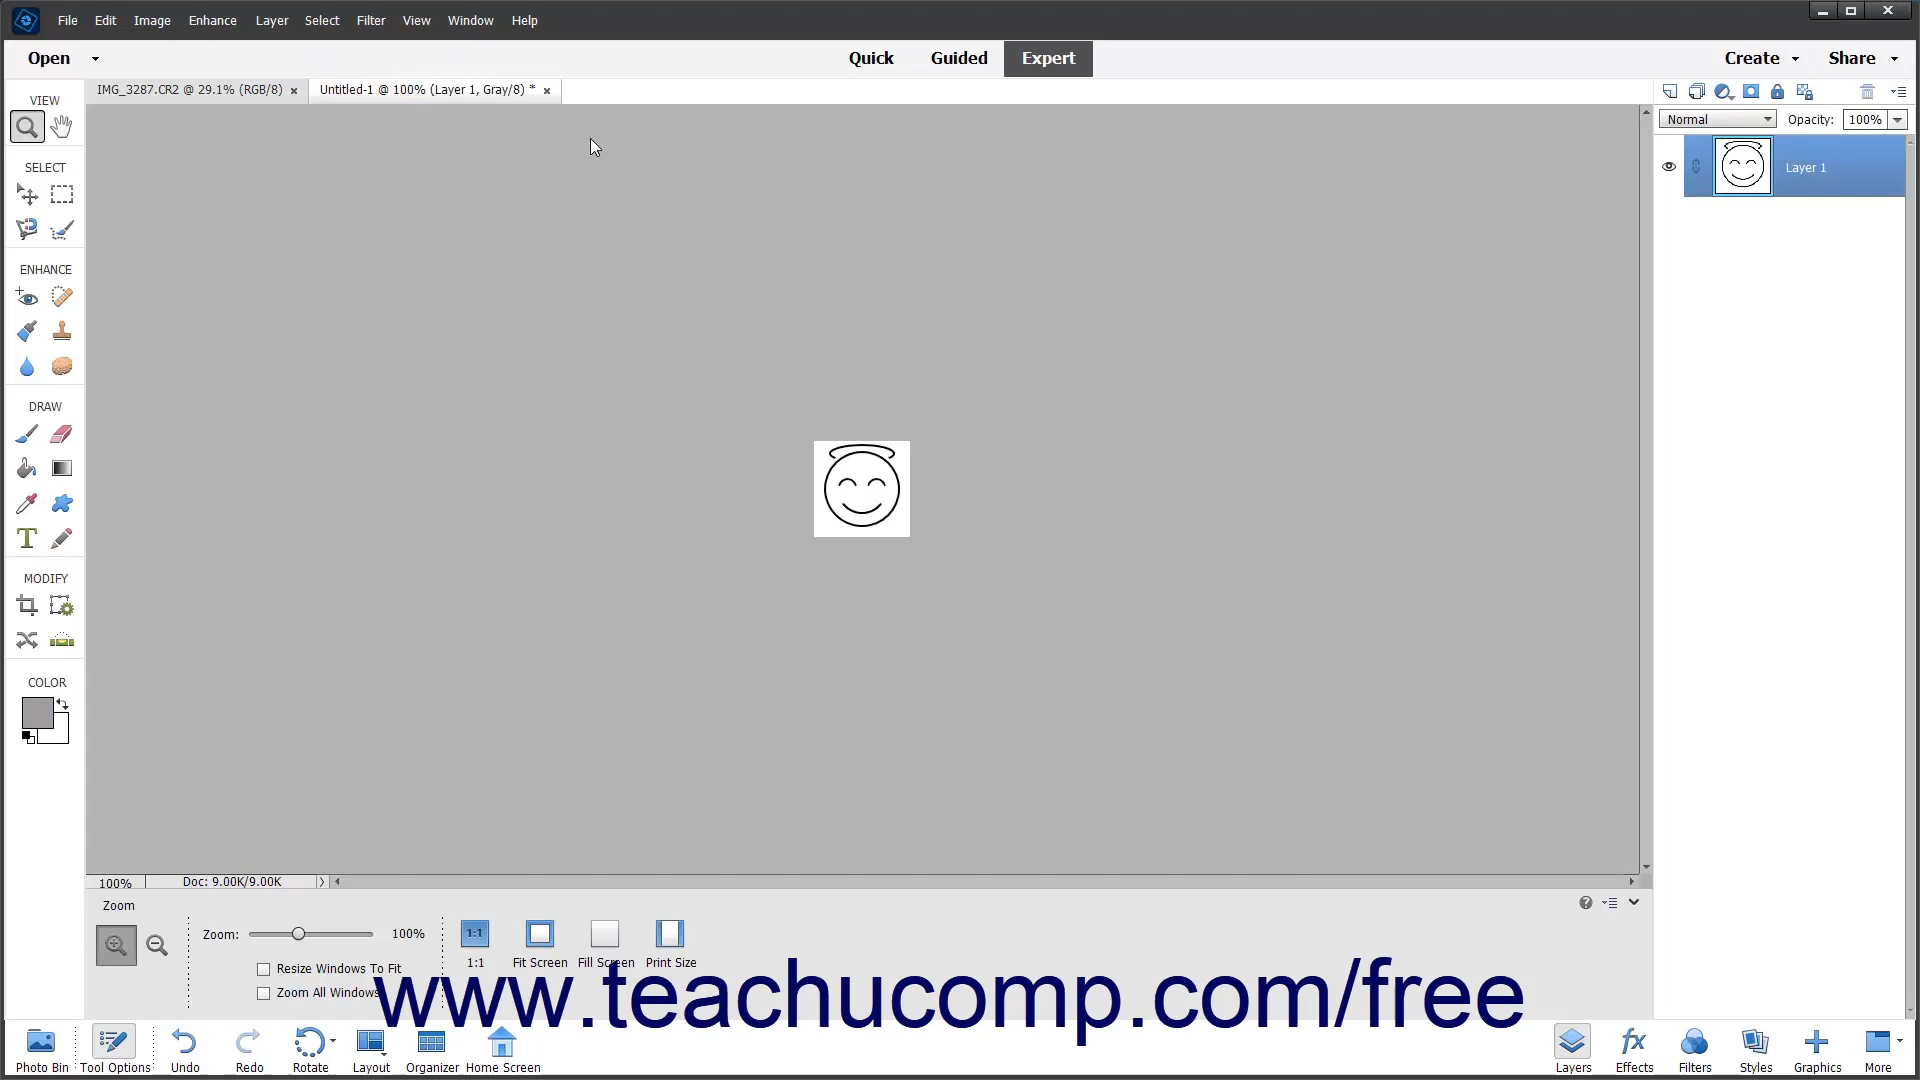 File Edit Image Enhance Layer Select Filter View Window Help
Open Quick Guided Expert Create Share
IMG_3287.CR2 @ 29.1% (RGB/8) × Untitled-1 @ 100% (Layer 1, Gray/8) * ×
VIEW
Normal Opacity: 100%
SELECT
Layer 1
ENHANCE
DRAW
T
MODIFY
COLOR
100% Doc: 9.00K/9.00K
Zoom
Zoom: 100%
1:1
1:1 Fit Screen Fill Screen Print Size
Resize Windows To Fit
Zoom All Windows
www.teachucomp.com/free
fx
Photo Bin Tool Options Undo Redo Rotate Layout Organizer Home Screen Layers Effects Filters Styles Graphics More